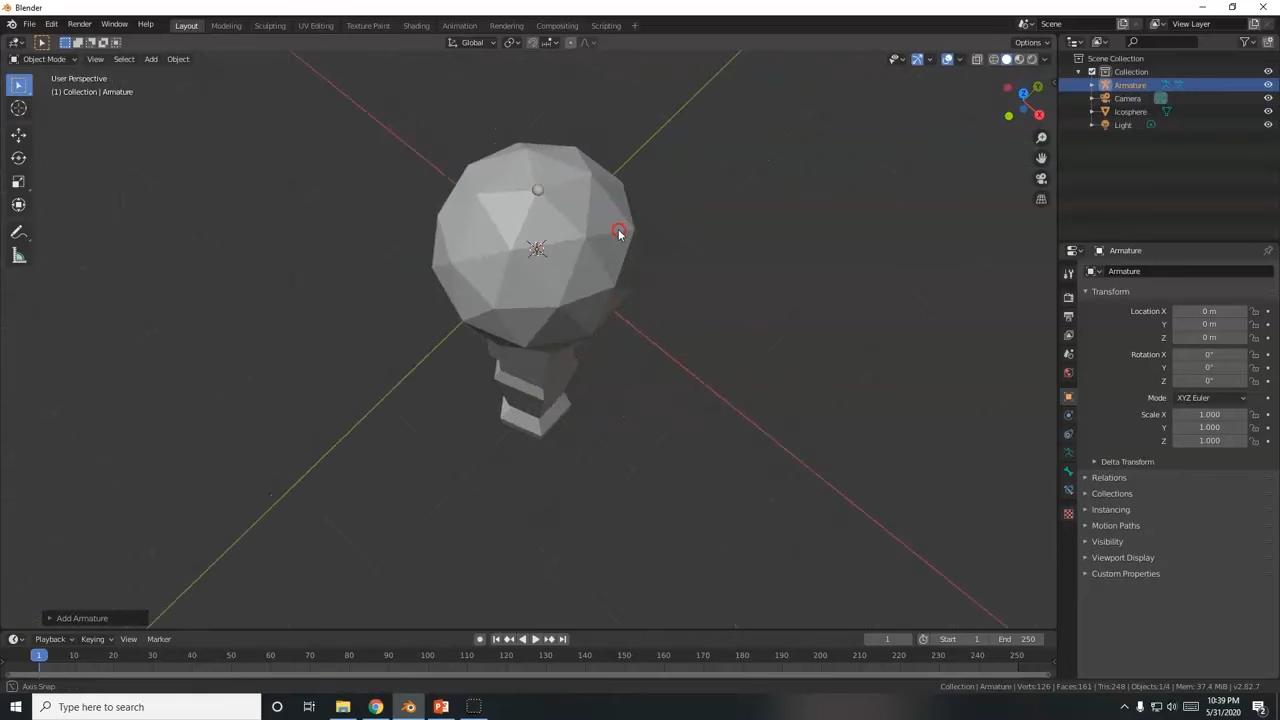 Blender
File Edit Render Window Help
Layout Modeling Sculpting UV Editing Texture Paint Shading Animation Rendering Compositing Scripting +
Scene
View Layer
Global
Options
Object Mode View Select Add Object
User Perspective
(1) Collection | Armature
Z
Y
X
Scene Collection
Collection
Armature
Camera
Icosphere
Light
Armature
Armature
Transform
Location X 0 m
Y 0 m
Z 0 m
Rotation X 0°
Y 0°
Z 0°
Mode XYZ Euler
Scale X 1.000
Y 1.000
Z 1.000
Delta Transform
Relations
Collections
Instancing
Motion Paths
Visibility
Viewport Display
Custom Properties
Add Armature
Playback Keying View Marker
1 Start 1 End 250
1 10 20 30 40 50 60 70 80 90 100 110 120 130 140 150 160 170 180 190 200 210 220 230 240 250
Axis Snap
Collection | Armature | Verts:126 | Faces:161 | Tris:248 | Objects:1/4 | Mem: 37.4 MiB | v2.82.7
Type here to search
10:39 PM
5/31/2020
2